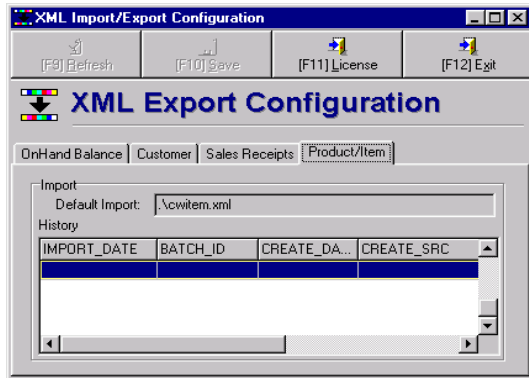 XML Import/Export Configuration
[F9] Refresh [F10] Save [F11] License [F12] Exit
XML Export Configuration
OnHand Balance Customer Sales Receipts Product/Item
Import
Default Import: .\cwitem.xml
History
IMPORT_DATE BATCH_ID CREATE_DA... CREATE_SRC